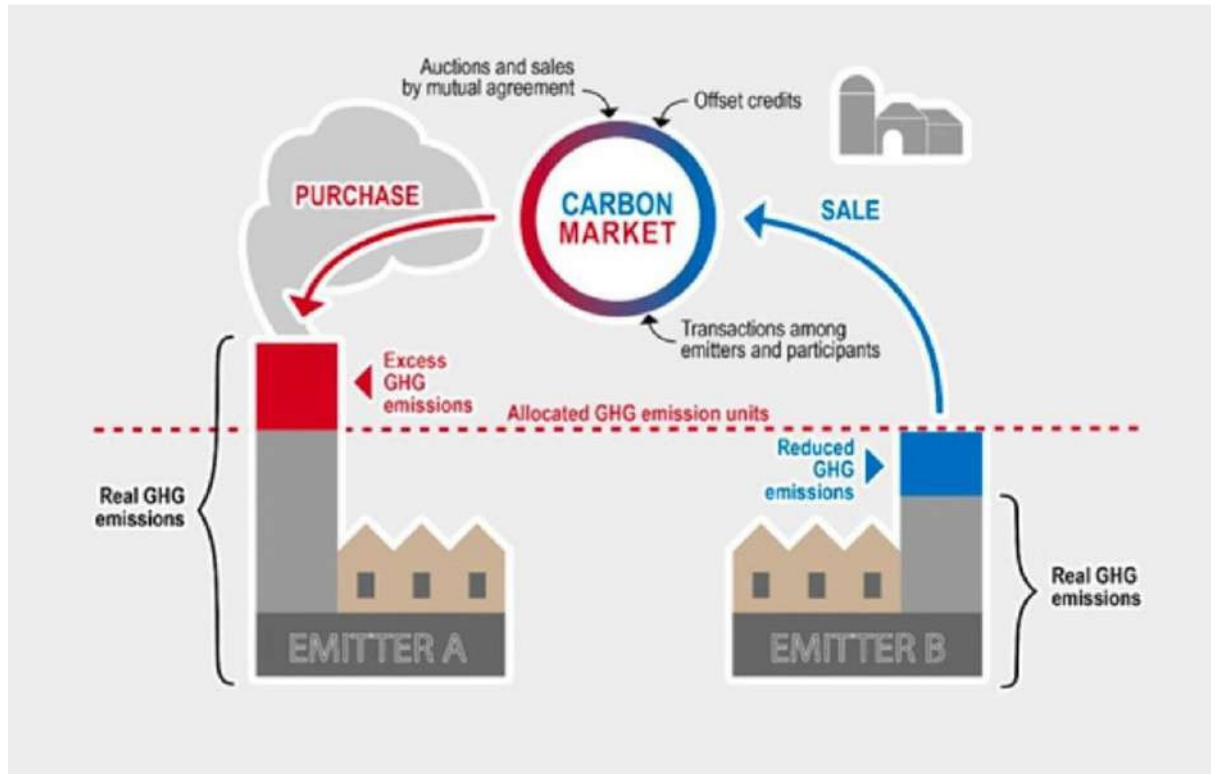 Auctions and sales
by mutual agreement
Offset credits
PURCHASE
CARBON
MARKET
SALE
Transactions among
emitters and participants
Excess
GHG
emissions
Allocated GHG emission units
Reduced
GHG
emissions
Real GHG
emissions
Real GHG
emissions
EMITTER A
EMITTER B